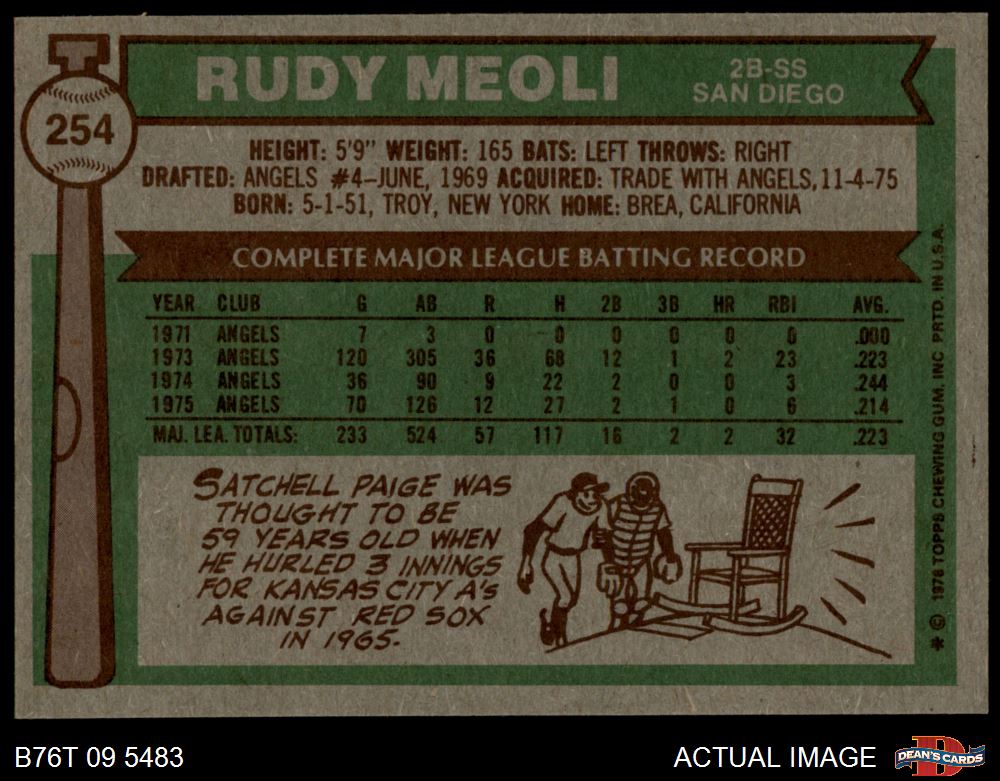 RUDY MEOLI
2B-SS
SAN DIEGO
254
HEIGHT: 5'9" WEIGHT: 165 BATS: LEFT THROWS: RIGHT
DRAFTED: ANGELS #4-JUNE, 1969 ACQUIRED: TRADE WITH ANGELS, 11-4-75
BORN: 5-1-51, TROY, NEW YORK HOME: BREA, CALIFORNIA
COMPLETE MAJOR LEAGUE BATTING RECORD
YEAR CLUB G AB R H 2B 3B HR RBI AVG.
1971 ANGELS 7 3 0 0 0 0 0 0 .000
1973 ANGELS 120 305 36 68 12 1 2 23 .223
1974 ANGELS 36 90 9 22 2 0 0 3 .244
1975 ANGELS 70 126 12 27 2 1 0 6 .214
MAJ. LEA. TOTALS: 233 524 57 117 16 2 2 32 .223
SATCHELL PAIGE WAS
THOUGHT TO BE
59 YEARS OLD WHEN
HE HURLED 3 INNINGS
FOR KANSAS CITY A'S
AGAINST RED SOX
IN 1965.
* © 1976 TOPPS CHEWING GUM, INC PRTD. IN U.S.A.
B76T 09 5483
ACTUAL IMAGE
D
DEAN'S CARDS